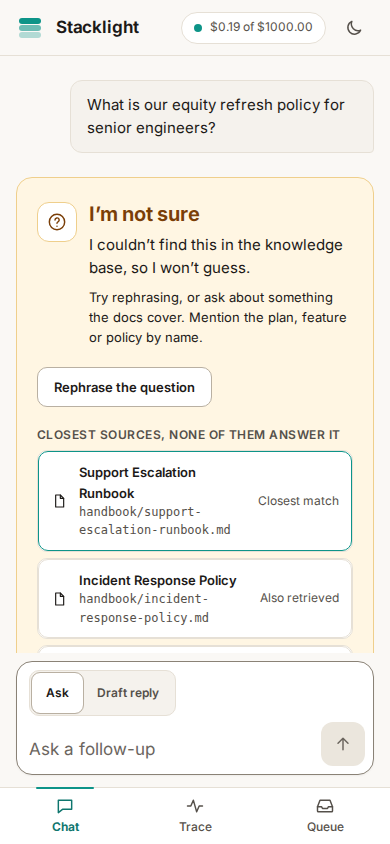 Stacklight
$0.19 of $1000.00
What is our equity refresh policy for
senior engineers?
I’m not sure
I couldn’t find this in the knowledge
base, so I won’t guess.
Try rephrasing, or ask about something
the docs cover. Mention the plan, feature
or policy by name.
Rephrase the question
CLOSEST SOURCES, NONE OF THEM ANSWER IT
Support Escalation
Runbook
handbook/support-
escalation-runbook.md
Closest match
Incident Response Policy
handbook/incident-
response-policy.md
Also retrieved
Ask
Draft reply
Ask a follow-up
Chat
Trace
Queue